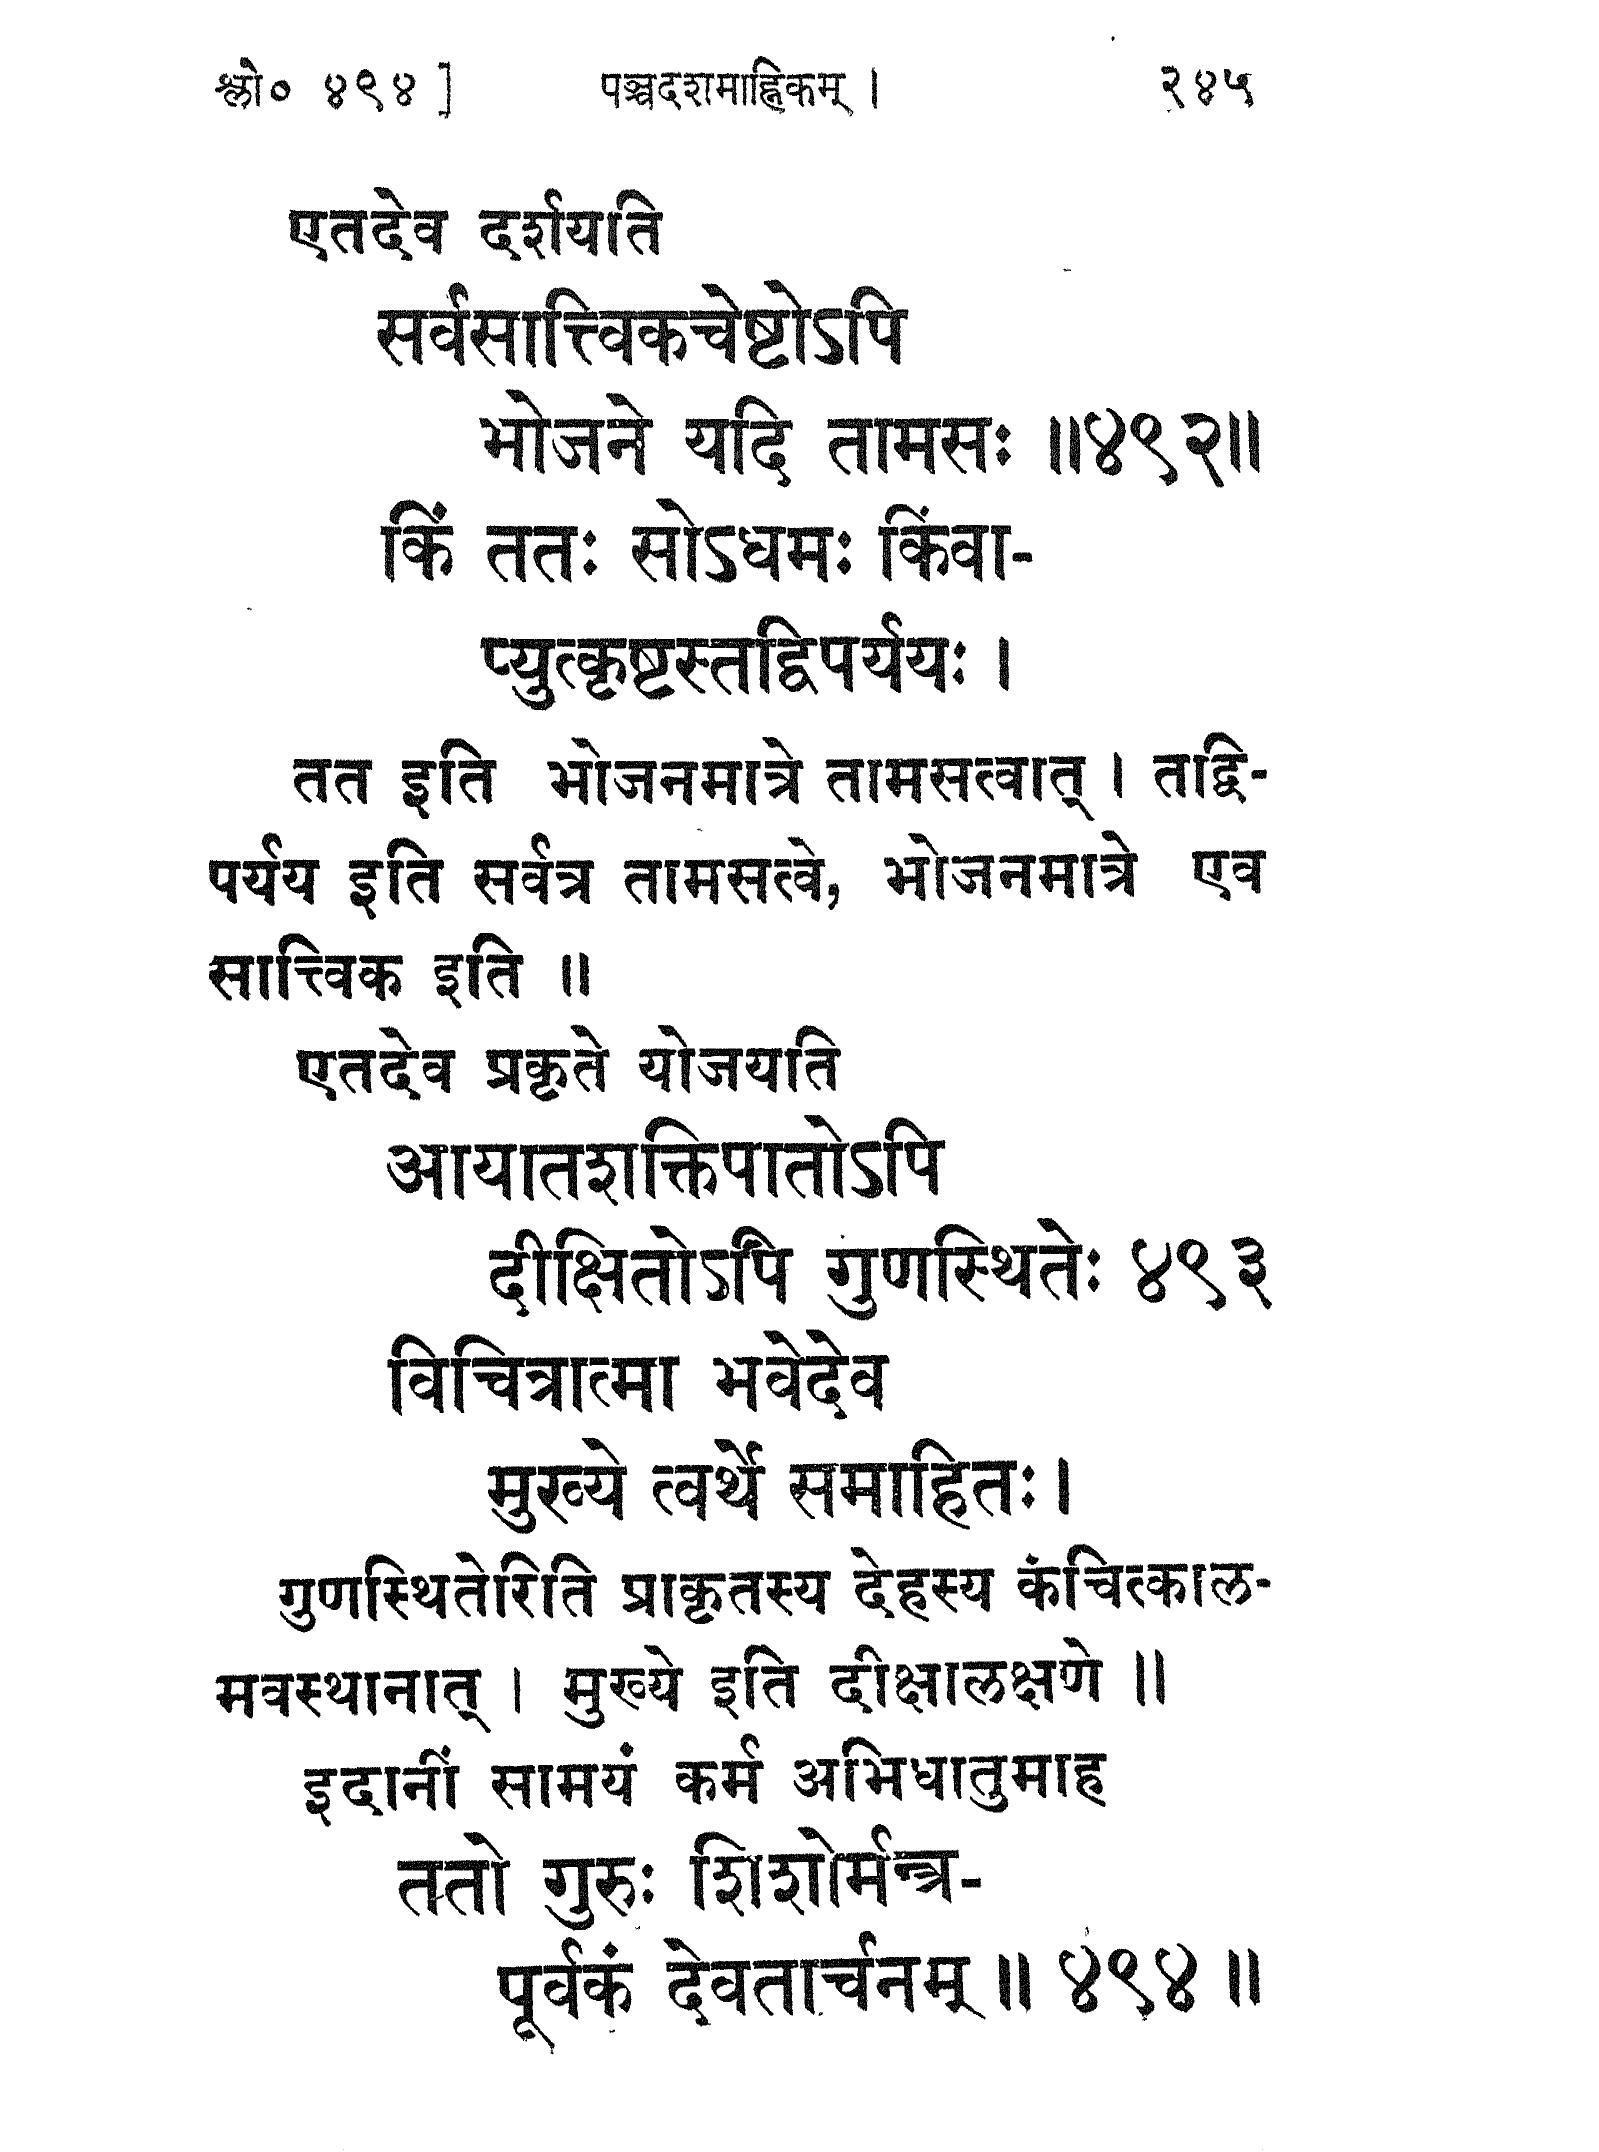 श्लो० ४९४ ] पञ्चदशमाह्निकम् । २४५
एतदेव दर्शयति
सर्वसात्त्विकचेष्टोऽपि
भोजने यदि तामसः ॥४९२॥
किं ततः सोऽधमः किंवा-
प्युत्कृष्टस्तद्विपर्ययः ।
तत इति भोजनमात्रे तामसत्वात् । तद्वि-
पर्यय इति सर्वत्र तामसत्वे, भोजनमात्रे एव
सात्त्विक इति ॥
एतदेव प्रकृते योजयति
आयातशक्तिपातोऽपि
दीक्षितोऽपि गुणस्थितेः ४९३
विचित्रात्मा भवेदेव
मुख्ये त्वर्थे समाहितः ।
गुणस्थितेरिति प्राकृतस्य देहस्य कंचित्काल-
मवस्थानात् । मुख्ये इति दीक्षालक्षणे ॥
इदानीं सामयं कर्म अभिधातुमाह
ततो गुरुः शिशोर्मन्त्र-
पूर्वकं देवतार्चनम् ॥ ४९४ ॥